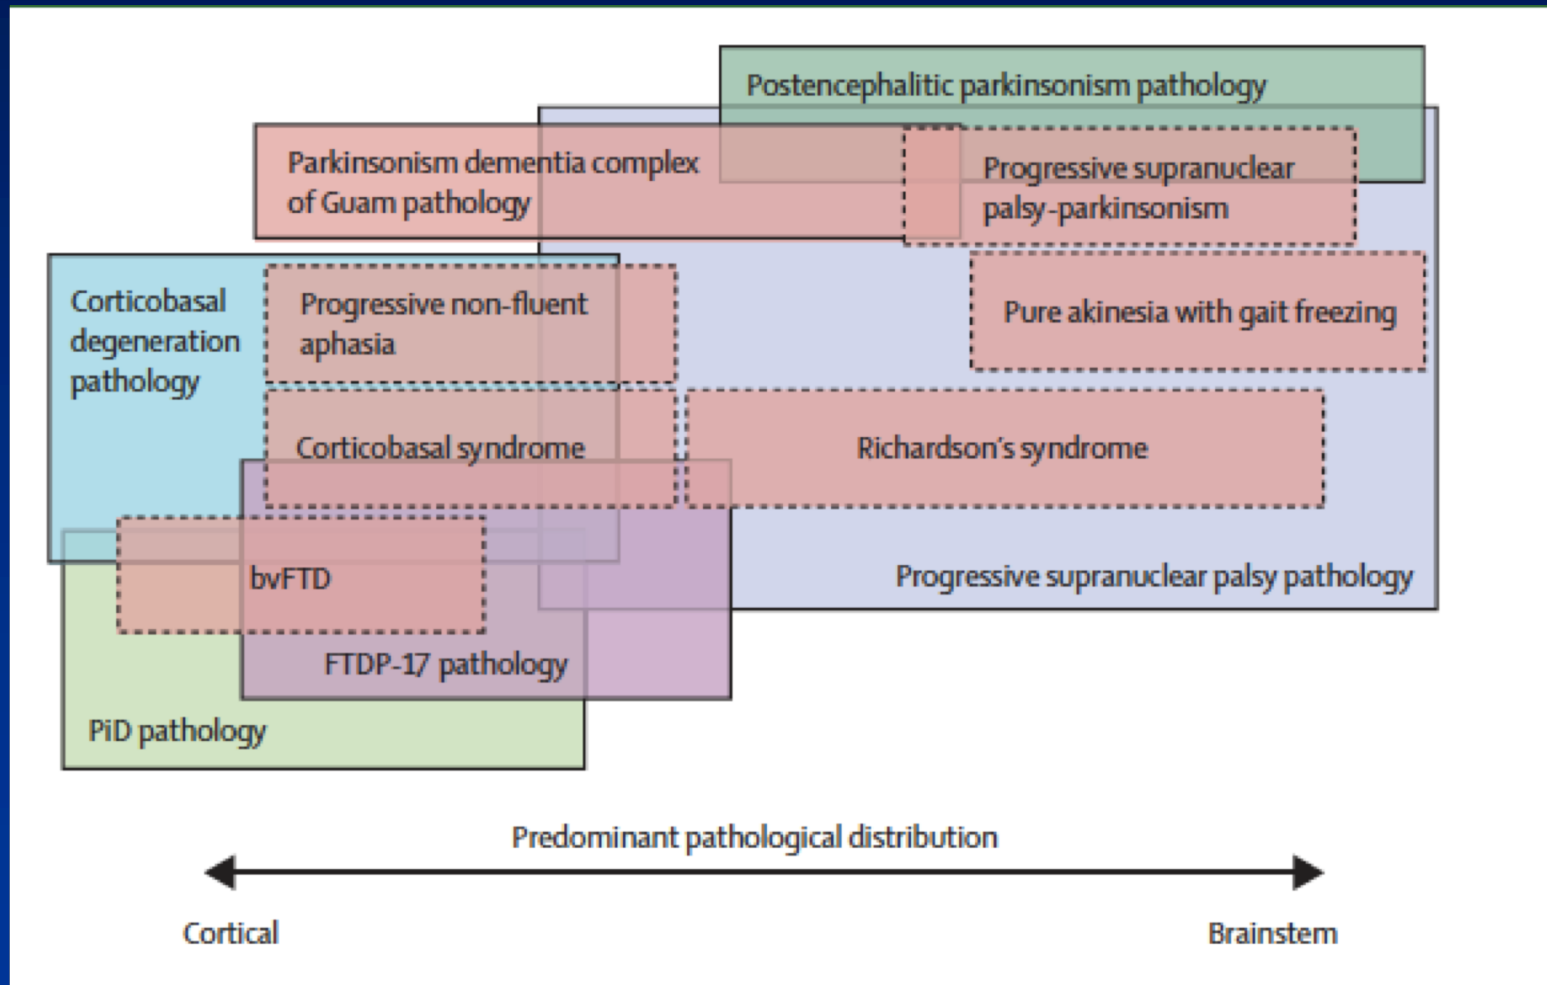 Postencephalitic parkinsonism pathology
Parkinsonism dementia complex
of Guam pathology
Progressive supranuclear
palsy-parkinsonism
Corticobasal
degeneration
pathology
Progressive non-fluent
aphasia
Pure akinesia with gait freezing
Corticobasal syndrome
Richardson's syndrome
bvFTD
Progressive supranuclear palsy pathology
FTDP-17 pathology
PiD pathology
Predominant pathological distribution
Cortical
Brainstem